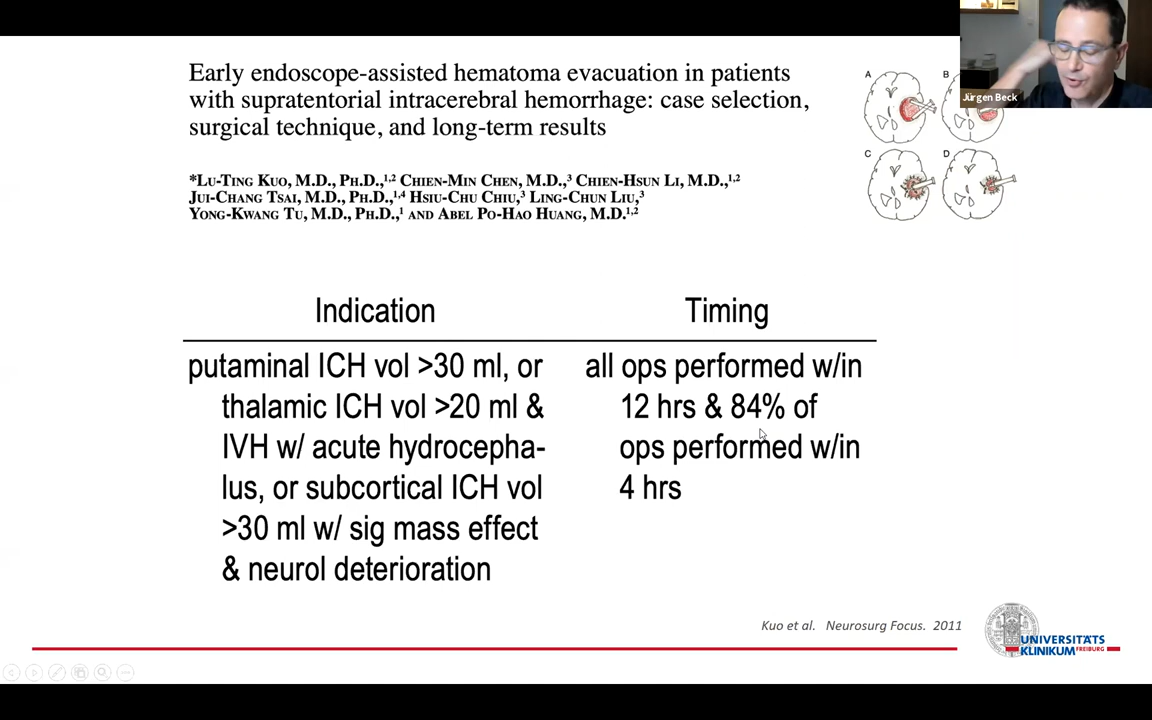 Early endoscope-assisted hematoma evacuation in patients
with supratentorial intracerebral hemorrhage: case selection,
surgical technique, and long-term results
*Lu-Ting Kuo, M.D., Ph.D.,1,2 Chien-Min Chen, M.D.,3 Chien-Hsun Li, M.D.,1,2
Jui-Chang Tsai, M.D., Ph.D.,1,4 Hsiu-Chu Chiu,3 Ling-Chun Liu,3
Yong-Kwang Tu, M.D., Ph.D.,1 and Abel Po-Hao Huang, M.D.1,2
A
B
C
D
Jürgen Beck
Indication
Timing
putaminal ICH vol >30 ml, or
thalamic ICH vol >20 ml &
IVH w/ acute hydrocepha-
lus, or subcortical ICH vol
>30 ml w/ sig mass effect
& neurol deterioration
all ops performed w/in
12 hrs & 84% of
ops performed w/in
4 hrs
Kuo et al. Neurosurg Focus. 2011
UNIVERSITÄTS
KLINIKUM FREIBURG